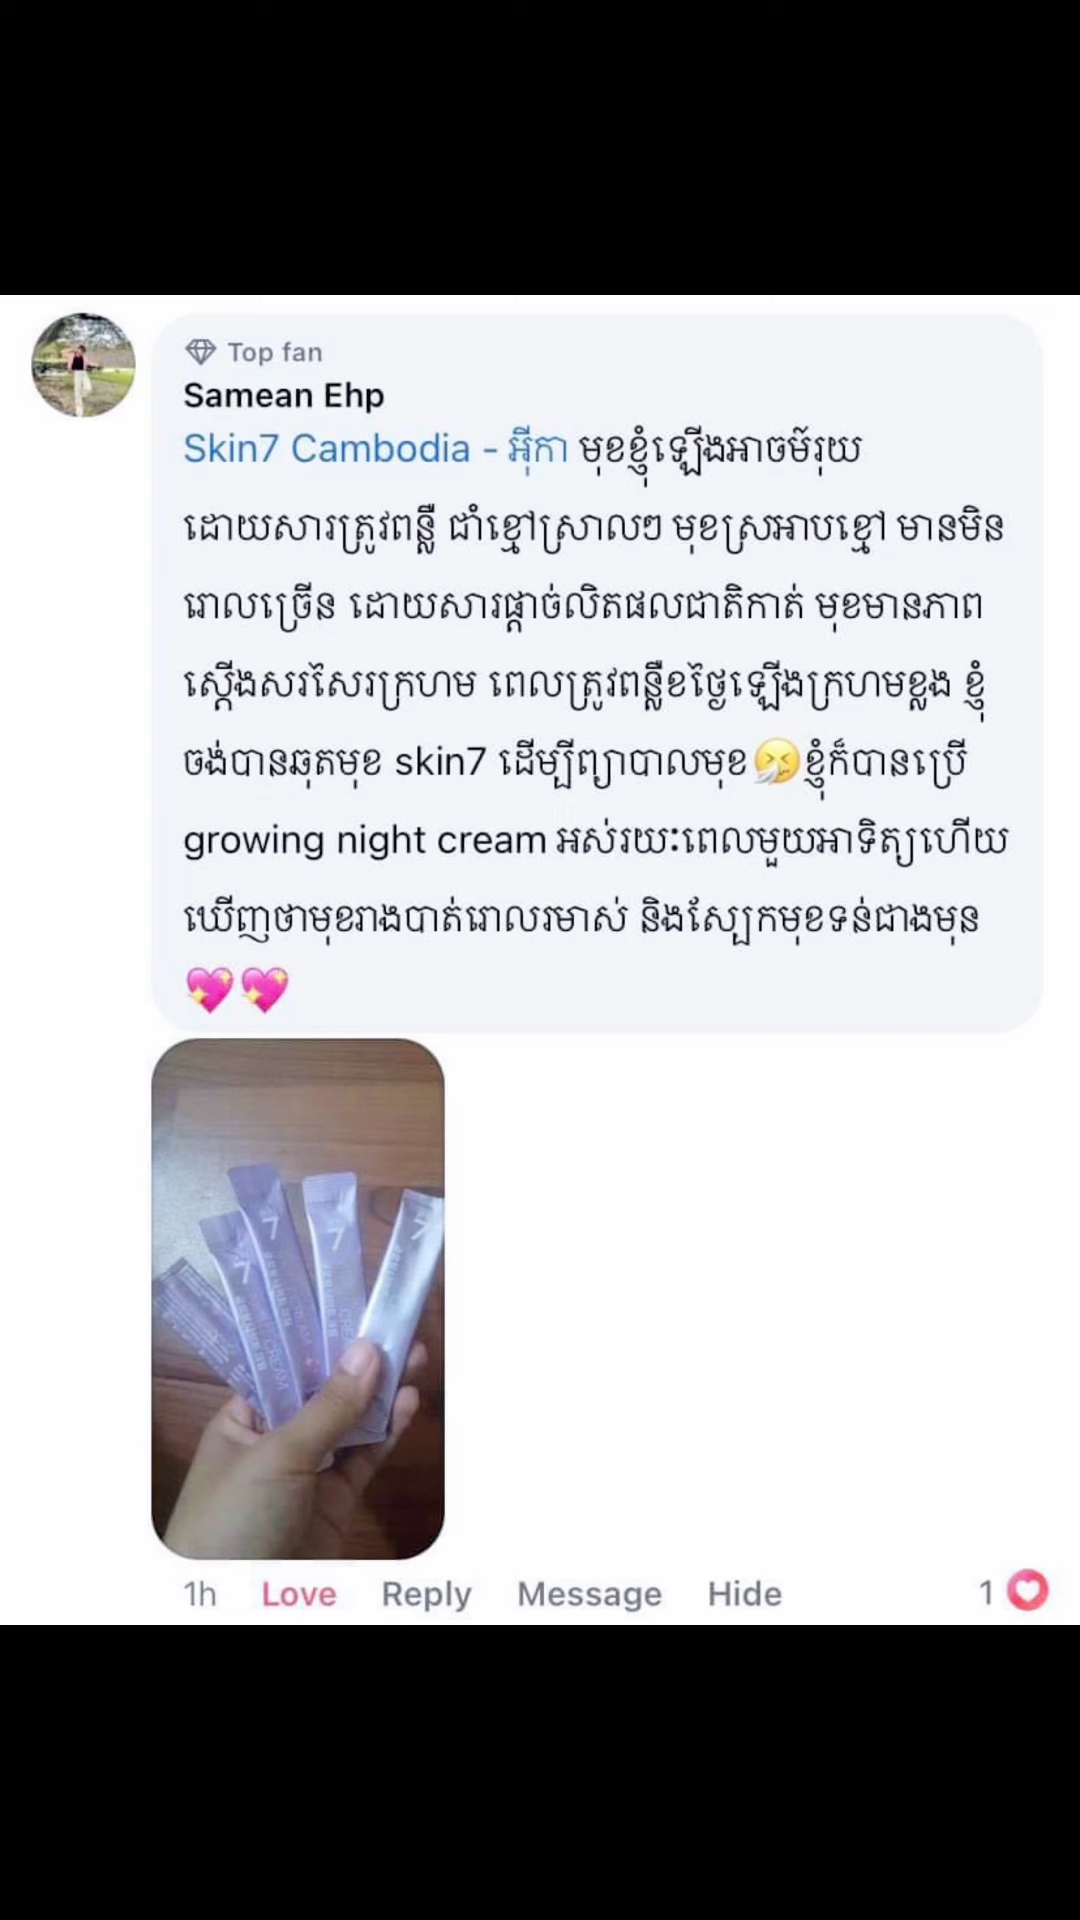 Top fan
Samean Ehp
Skin7 Cambodia - អ៊ីកា មុខខ្ញុំឡើងអាចម៍រុយ
ដោយសារត្រូវពន្លឺ ជាំខ្មៅស្រាលៗ មុខស្រអាបខ្មៅ មានមិន
រោលច្រើន ដោយសារផ្តាច់លិតផលជាតិកាត់ មុខមានភាព
ស្តើងសរសៃរក្រហម ពេលត្រូវពន្លឺខថ្ងៃឡើងក្រហមខ្លង ខ្ញុំ
ចង់បានឆុតមុខ skin7 ដើម្បីព្យាបាលមុខ🤧ខ្ញុំក៏បានប្រើ
growing night cream អស់រយៈពេលមួយអាទិត្យហើយ
ឃើញថាមុខរាងបាត់រោលរមាស់ និងស្បែកមុខទន់ជាងមុន
💖💖
7
7
7
7
CREAM
1h Love Reply Message Hide 1